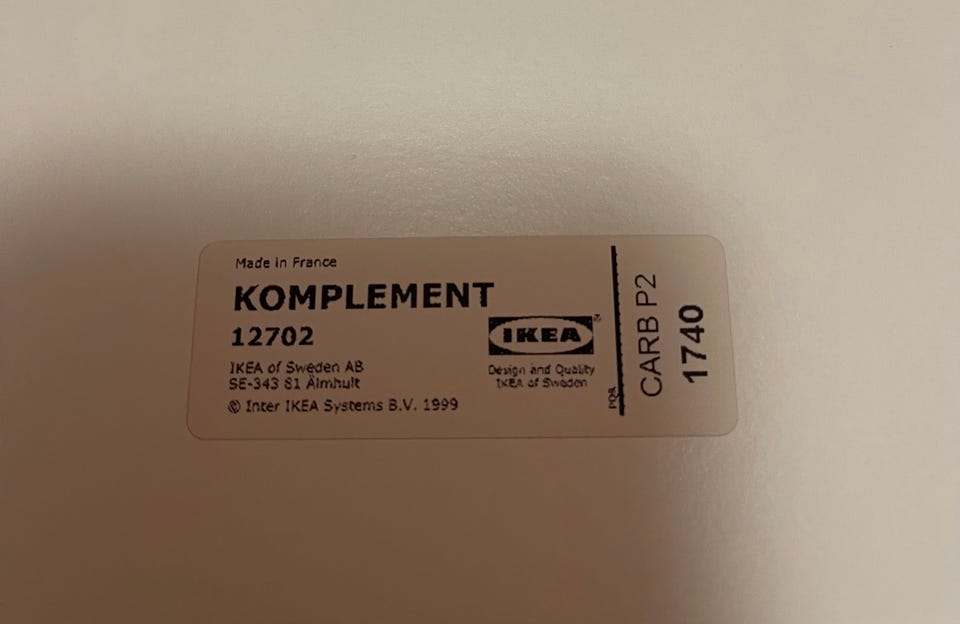 Made in France
KOMPLEMENT
12702
IKEA of Sweden AB
SE-343 81 Älmhult
© Inter IKEA Systems B.V. 1999
IKEA®
Design and Quality
IKEA of Sweden
PQR
CARB P2
1740